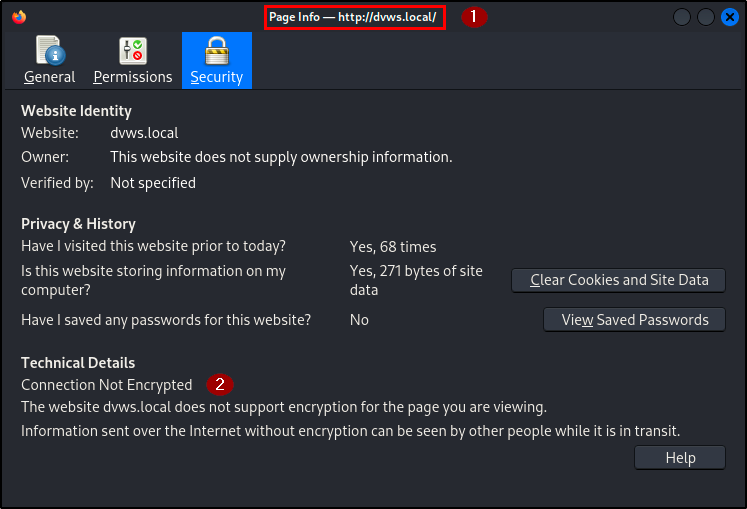 Page Info — http://dvws.local/
1
General Permissions Security
Website Identity
Website: dvws.local
Owner: This website does not supply ownership information.
Verified by: Not specified
Privacy & History
Have I visited this website prior to today? Yes, 68 times
Is this website storing information on my computer? Yes, 271 bytes of site data Clear Cookies and Site Data
Have I saved any passwords for this website? No View Saved Passwords
Technical Details
Connection Not Encrypted 2
The website dvws.local does not support encryption for the page you are viewing.
Information sent over the Internet without encryption can be seen by other people while it is in transit.
Help